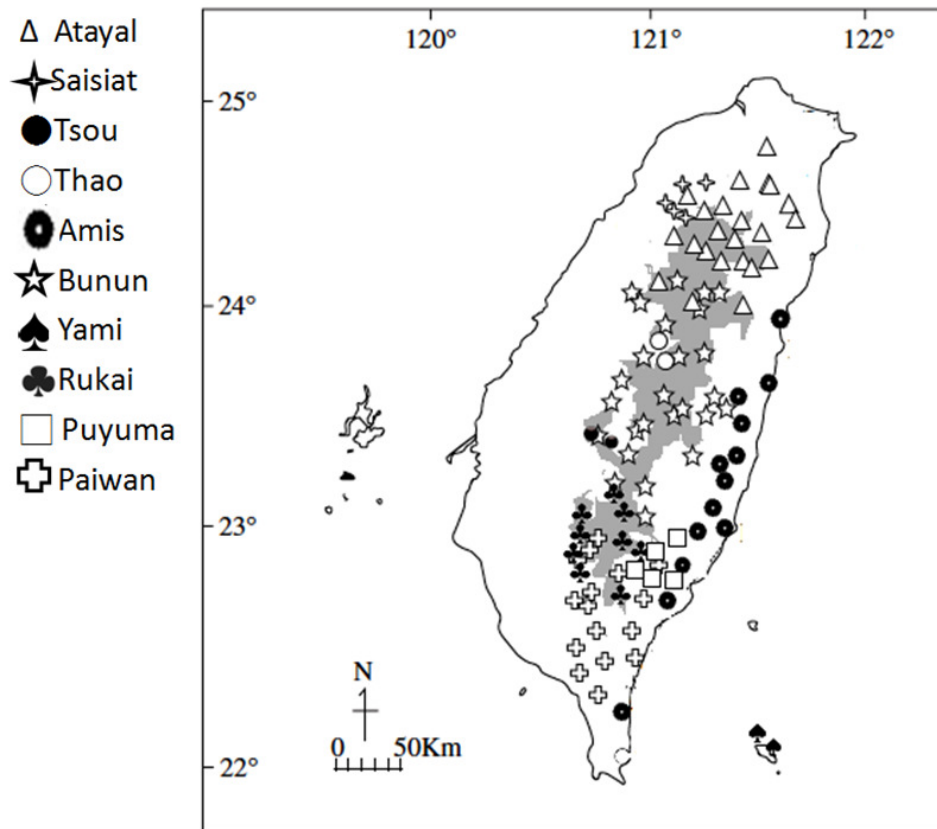 Δ Atayal
Saisiat
Tsou
Thao
Amis
Bunun
Yami
Rukai
Puyuma
Paiwan
120° 121° 122°
25°
24°
23°
22°
N
0 50Km